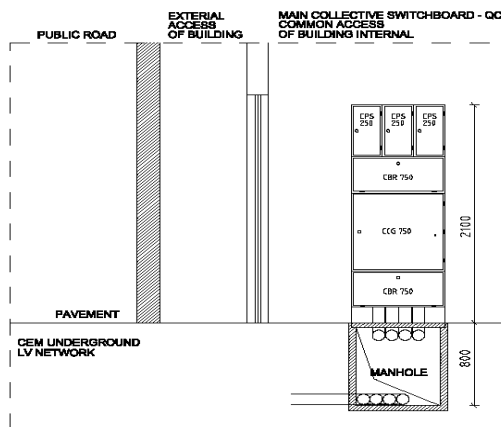 PUBLIC ROAD
EXTERIAL
ACCESS
OF BUILDING
MAIN COLLECTIVE SWITCHBOARD - QC
COMMON ACCESS
OF BUILDING INTERNAL
CPS
250
CPS
250
CPS
250
CBR 750
CCG 750
CBR 750
2100
PAVEMENT
CEM UNDERGROUND
LV NETWORK
MANHOLE
800